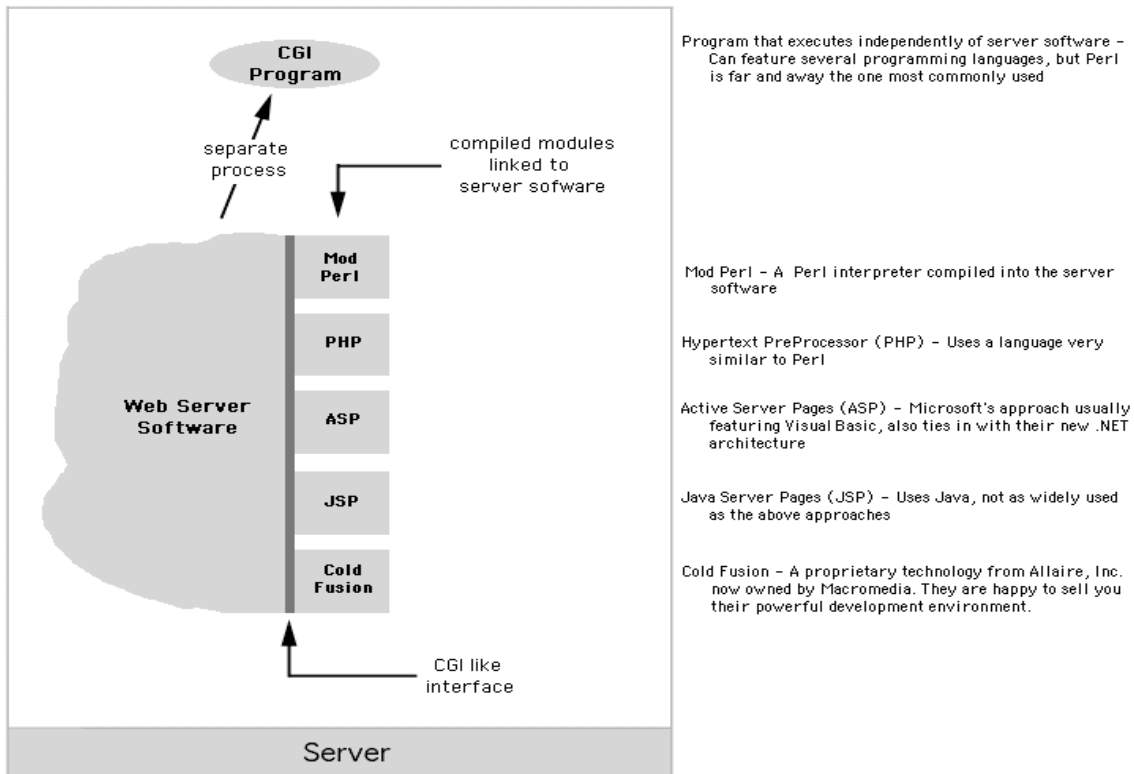 CGI
Program
separate
process
compiled modules
linked to
server sofware
Web Server
Software
Mod
Perl
PHP
ASP
JSP
Cold
Fusion
CGI like
interface
Server
Program that executes independently of server software -
Can feature several programming languages, but Perl
is far and away the one most commonly used
Mod Perl - A Perl interpreter compiled into the server
software
Hypertext PreProcessor (PHP) - Uses a language very
similar to Perl
Active Server Pages (ASP) - Microsoft's approach usually
featuring Visual Basic, also ties in with their new .NET
architecture
Java Server Pages (JSP) - Uses Java, not as widely used
as the above approaches
Cold Fusion - A proprietary technology from Allaire, Inc.
now owned by Macromedia. They are happy to sell you
their powerful development environment.